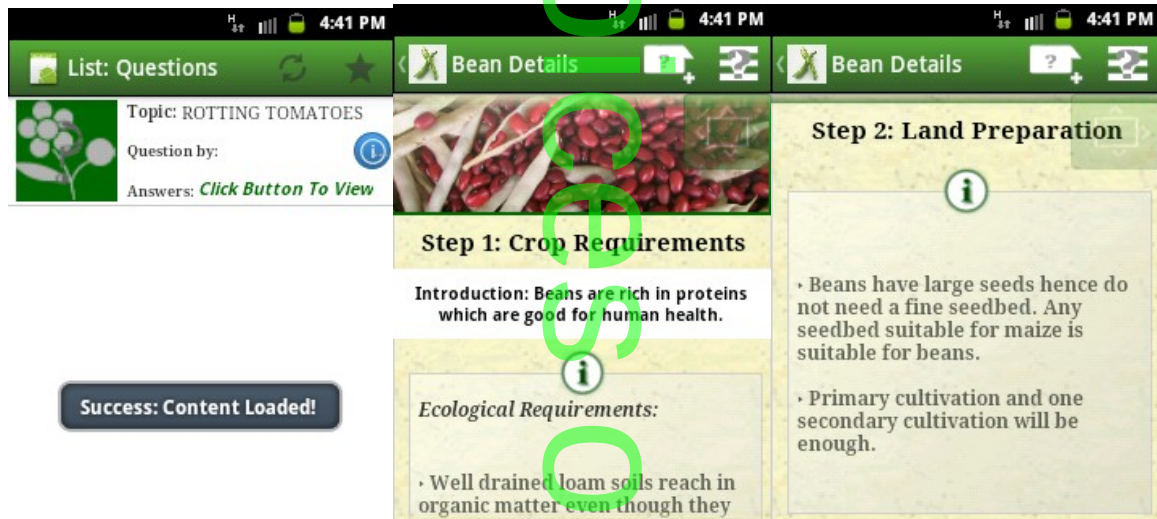 H 4:41 PM
List: Questions
Topic: ROTTING TOMATOES
Question by:
Answers: Click Button To View
Success: Content Loaded!
H 4:41 PM
Bean Details
?
Step 1: Crop Requirements
Introduction: Beans are rich in proteins
which are good for human health.
i
Ecological Requirements:
‣ Well drained loam soils reach in
organic matter even though they
H 4:41 PM
Bean Details
?
Step 2: Land Preparation
i
‣ Beans have large seeds hence do
not need a fine seedbed. Any
seedbed suitable for maize is
suitable for beans.
‣ Primary cultivation and one
secondary cultivation will be
enough.